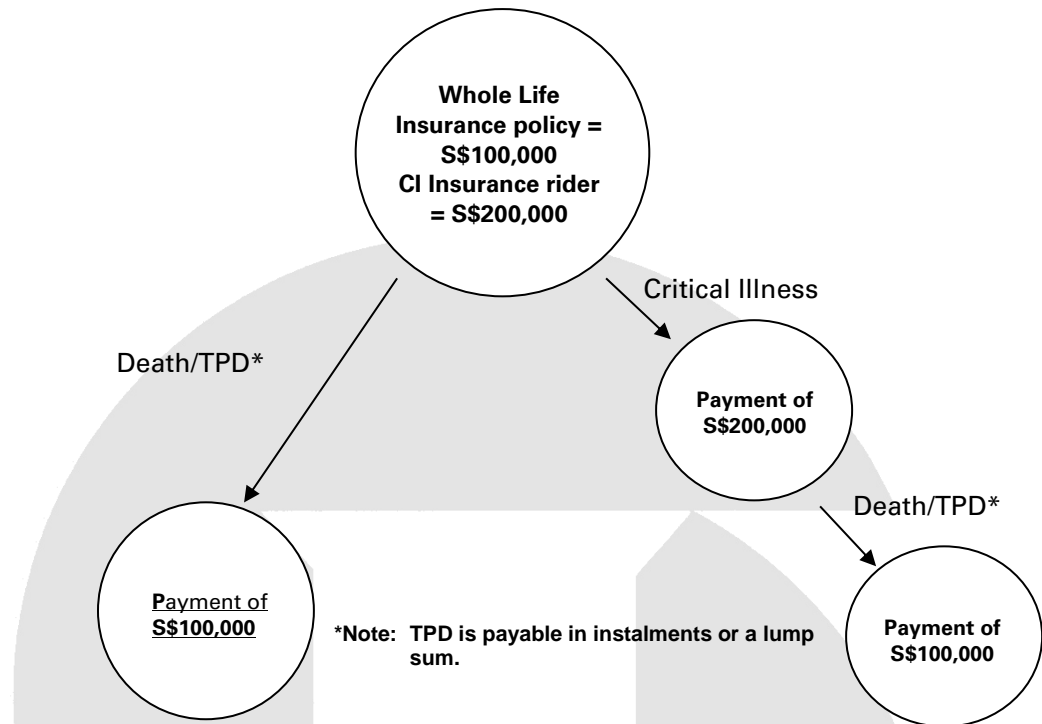 Whole Life
Insurance policy =
S$100,000
CI Insurance rider
= S$200,000
Critical Illness
Death/TPD*
Payment of
S$200,000
Death/TPD*
Payment of
S$100,000
*Note: TPD is payable in instalments or a lump
sum.
Payment of
S$100,000